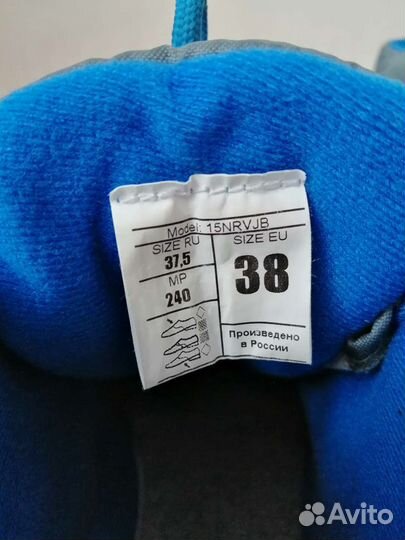 Model: 15NRVJB
SIZE RU
37,5
MP
240
SIZE EU
38
Произведено
в России
Avito